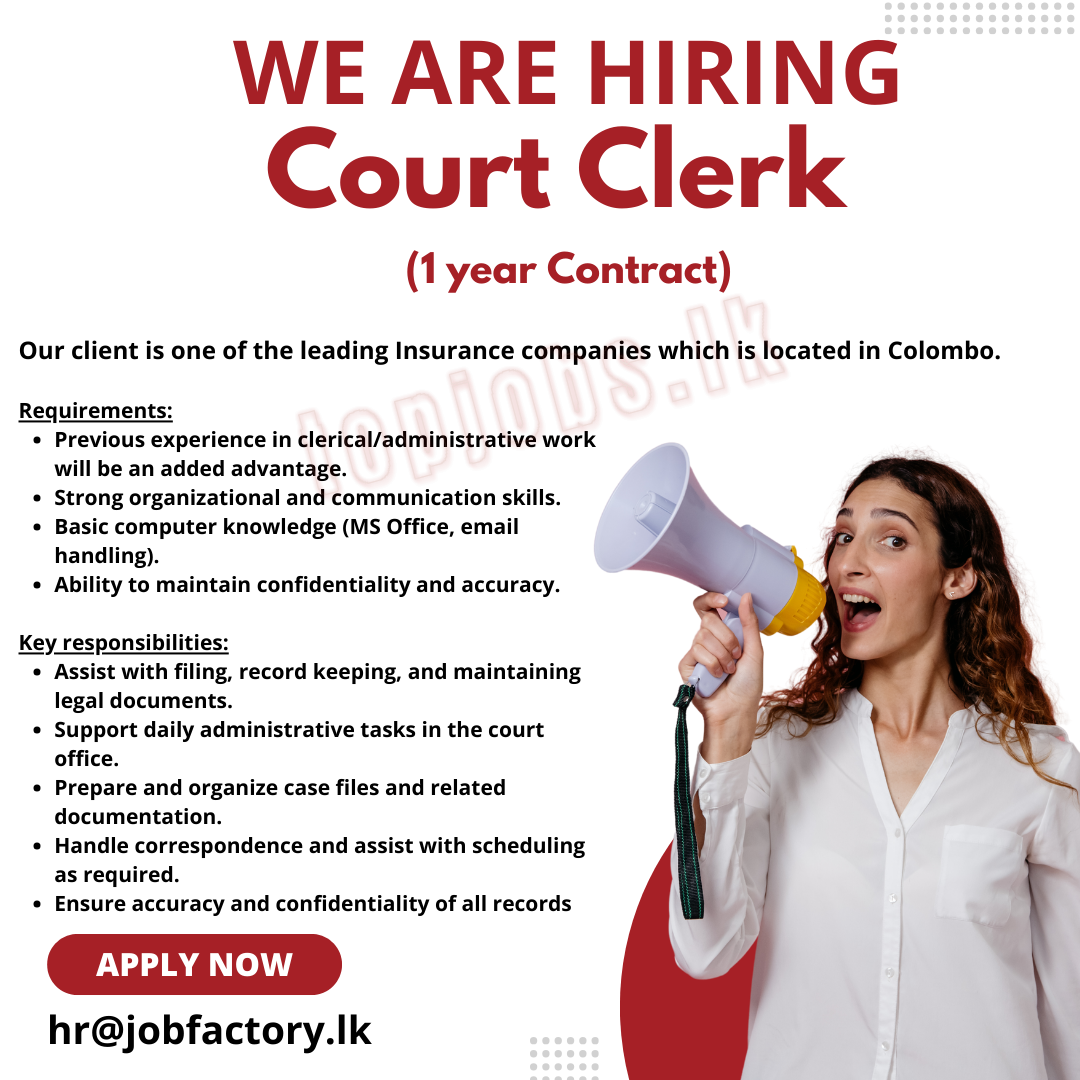 WE ARE HIRING
Court Clerk
(1 year Contract)
Our client is one of the leading Insurance companies which is located in Colombo.
topjobs.lk
Requirements:
• Previous experience in clerical/administrative work
will be an added advantage.
• Strong organizational and communication skills.
• Basic computer knowledge (MS Office, email
handling).
• Ability to maintain confidentiality and accuracy.
Key responsibilities:
• Assist with filing, record keeping, and maintaining
legal documents.
• Support daily administrative tasks in the court
office.
• Prepare and organize case files and related
documentation.
• Handle correspondence and assist with scheduling
as required.
• Ensure accuracy and confidentiality of all records
APPLY NOW
hr@jobfactory.lk